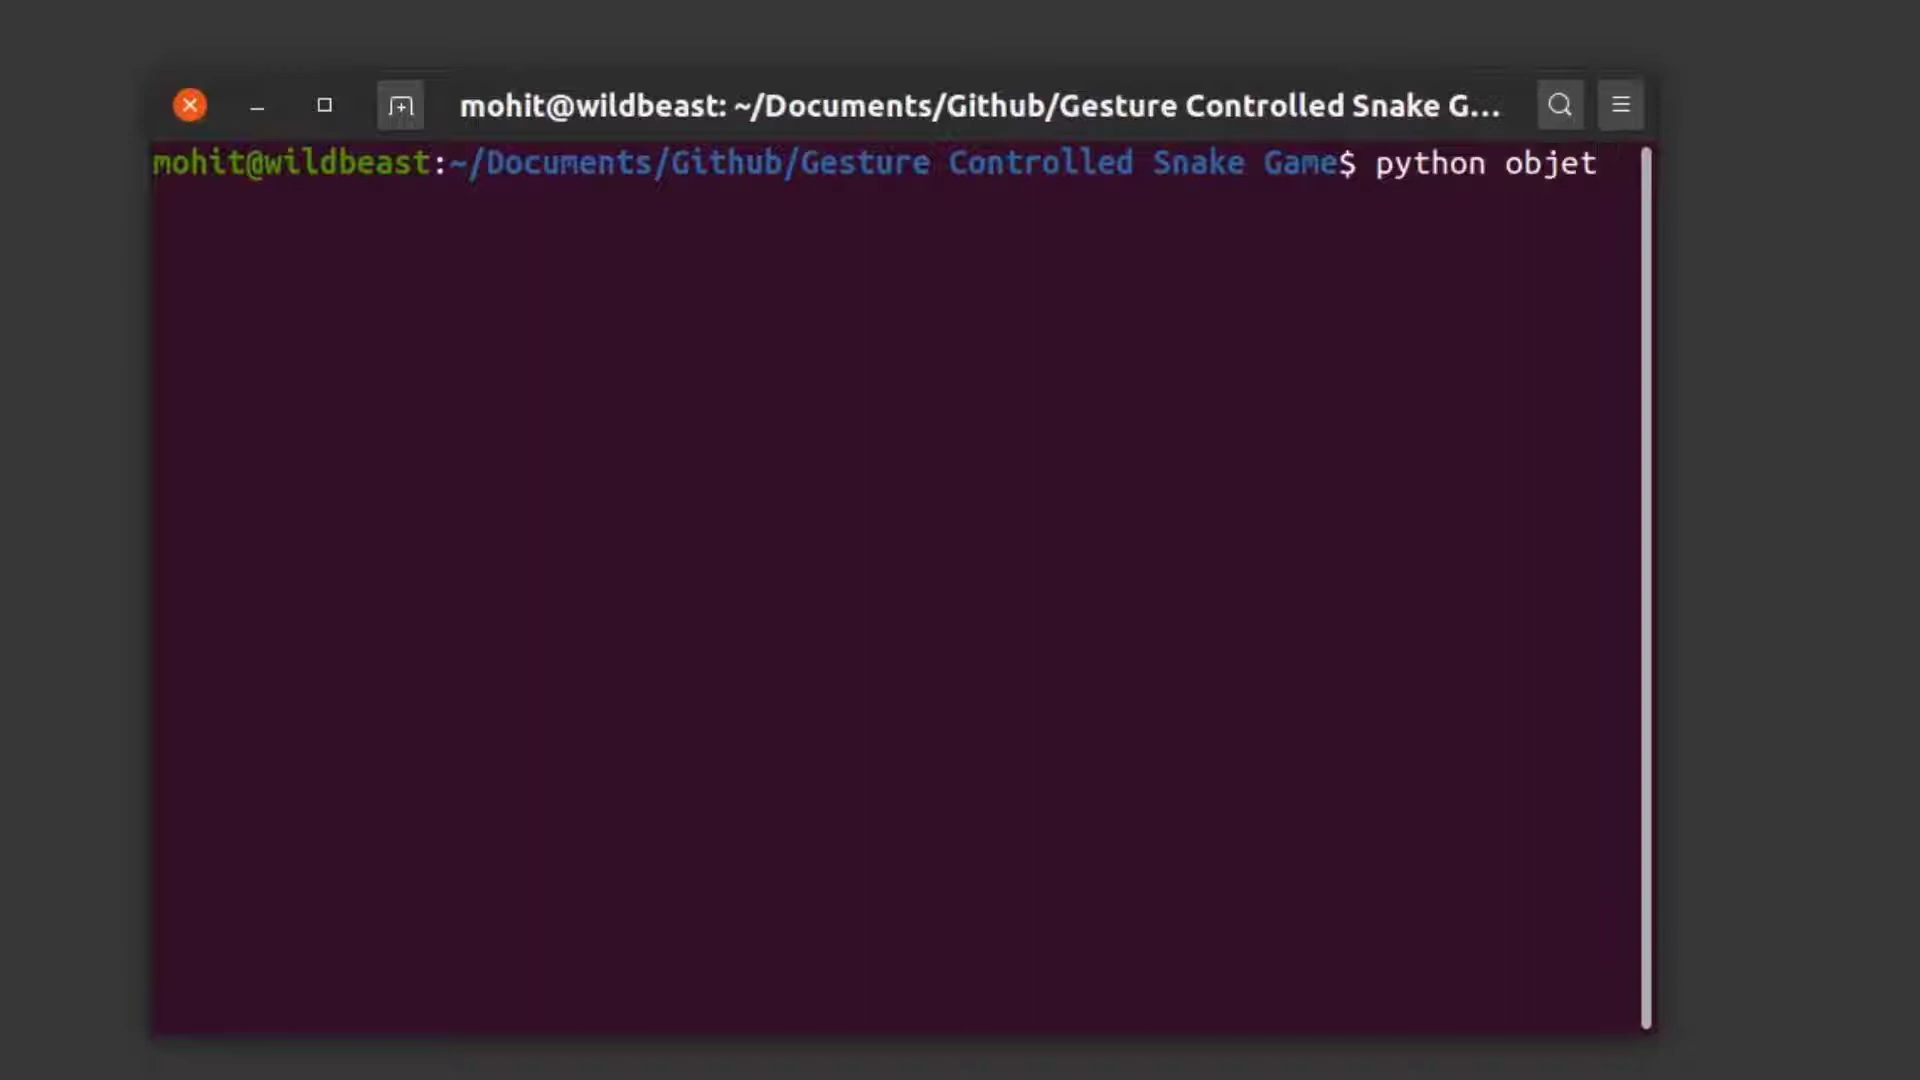 mohit@wildbeast: ~/Documents/Github/Gesture Controlled Snake G...
mohit@wildbeast:~/Documents/Github/Gesture Controlled Snake Game$ python objet